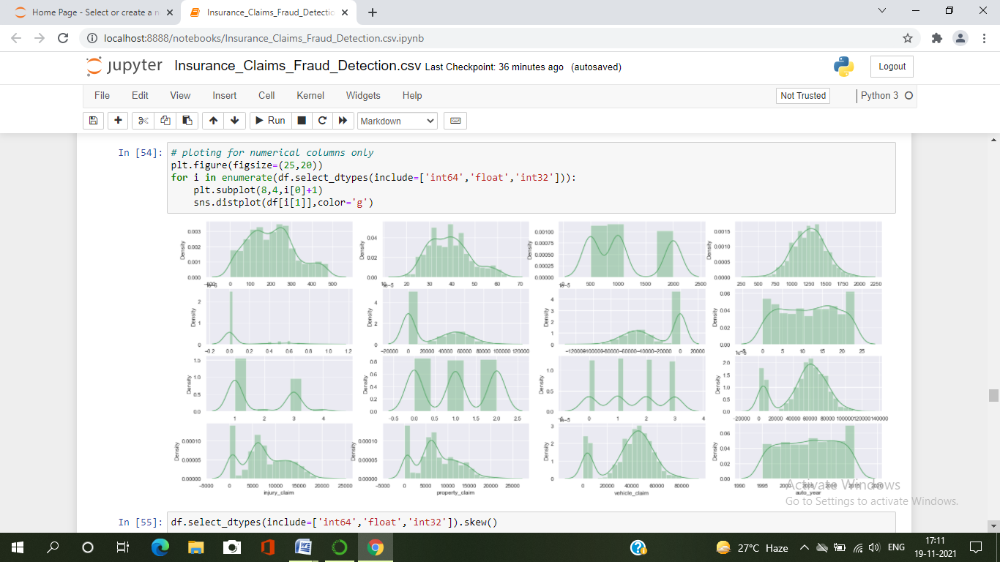 Home Page - Select or create a n
Insurance_Claims_Fraud_Detectio
localhost:8888/notebooks/Insurance_Claims_Fraud_Detection.csv.ipynb
jupyter Insurance_Claims_Fraud_Detection.csv Last Checkpoint: 36 minutes ago (autosaved)
Logout
File Edit View Insert Cell Kernel Widgets Help
Not Trusted
Python 3
Run
Markdown
In [54]: # ploting for numerical columns only
plt.figure(figsize=(25,20))
for i in enumerate(df.select_dtypes(include=['int64','float','int32'])):
plt.subplot(8,4,i[0]+1)
sns.distplot(df[i[1]],color='g')
Density Density Density Density
0.003 0.002 0.001 0.000
0.04 0.02 0.00
0.00100 0.00075 0.00050 0.00025 0.00000
0.0015 0.0010 0.0005 0.0000
0 100 200 300 400 500
20 30 40 50 60 70
500 1000 1500 2000 2500
250 500 750 1000 1250 1500 1750 2000 2250
Density Density Density Density
2 1 0
4 2 0
4 3 2 1 0
0.06 0.04 0.02 0.00
-0.2 0.0 0.2 0.4 0.6 0.8 1.0 1.2
-20000 0 20000 40000 60000 80000 100000 120000
-120000 -100000 -80000 -60000 -40000 -20000 0 20000
0 5 10 15 20 25
Density Density Density Density
1.5 1.0 0.5 0.0
0.8 0.6 0.4 0.2 0.0
1.0 0.5 0.0
2.0 1.5 1.0 0.5 0.0
1 2 3 4
-0.5 0.0 0.5 1.0 1.5 2.0 2.5
0 1 2 3 4
-20000 0 20000 40000 60000 80000 100000 120000 140000
Density Density Density Density
0.00010 0.00005 0.00000
0.00010 0.00005 0.00000
3 2 1 0
0.06 0.04 0.02 0.00
-5000 0 5000 10000 15000 20000 25000
-5000 0 5000 10000 15000 20000 25000
0 20000 40000 60000 80000
1990 1995 2000 2005 2010 2015 2020
injury_claim property_claim vehicle_claim auto_year
Activate Windows
Go to Settings to activate Windows.
In [55]: df.select_dtypes(include=['int64','float','int32']).skew()
27°C Haze
ENG
17:11
19-11-2021